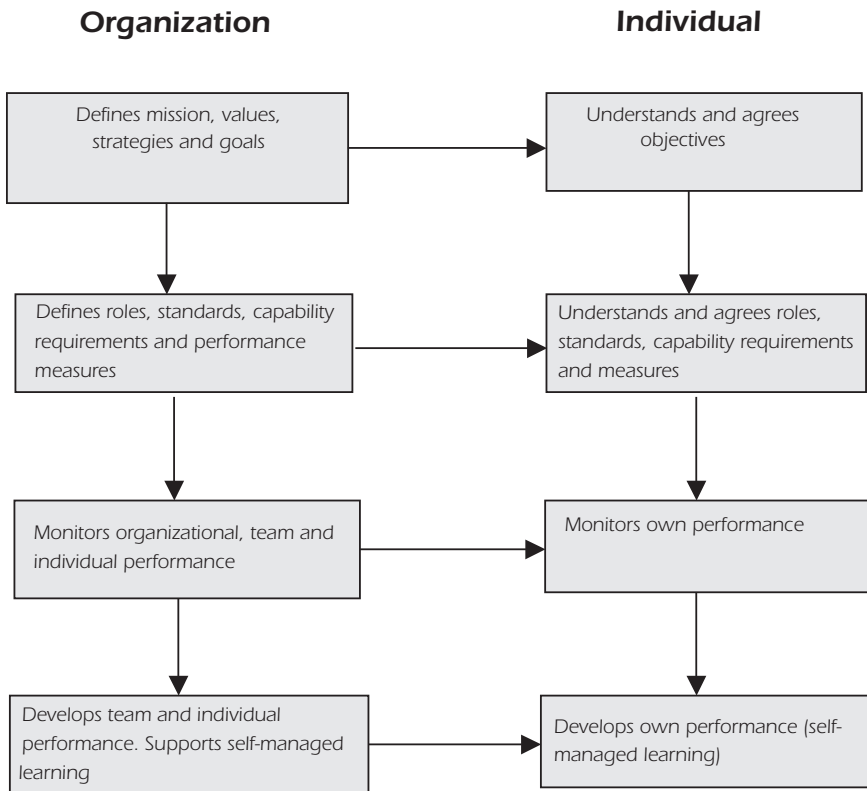 Organization
Individual
Defines mission, values,
strategies and goals
Understands and agrees
objectives
Defines roles, standards, capability
requirements and performance
measures
Understands and agrees roles,
standards, capability requirements
and measures
Monitors organizational, team and
individual performance
Monitors own performance
Develops team and individual
performance. Supports self-managed
learning
Develops own performance (self-
managed learning)